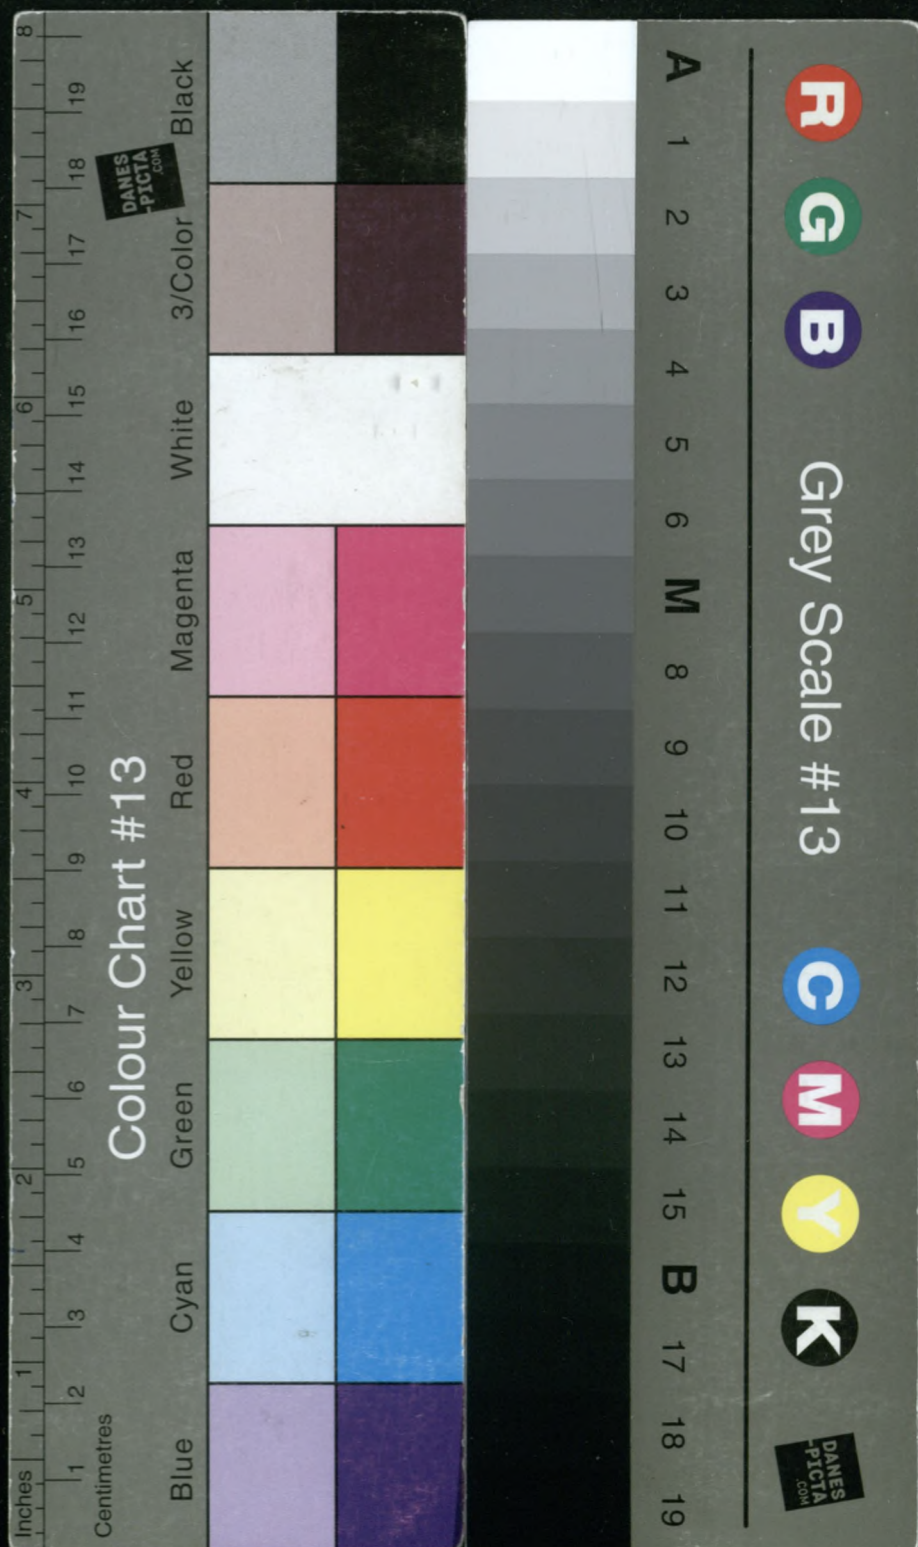 Inches 1 2 3 4 5 6 7 8
Centimetres 1 2 3 4 5 6 7 8 9 10 11 12 13 14 15 16 17 18 19
Colour Chart #13
DANES
-PICTA
.COM
Blue Cyan Green Yellow Red Magenta White 3/Color Black
A 1 2 3 4 5 6 M 8 9 10 11 12 13 14 15 B 17 18 19
R G B Grey Scale #13 C M Y K
DANES
-PICTA
.COM